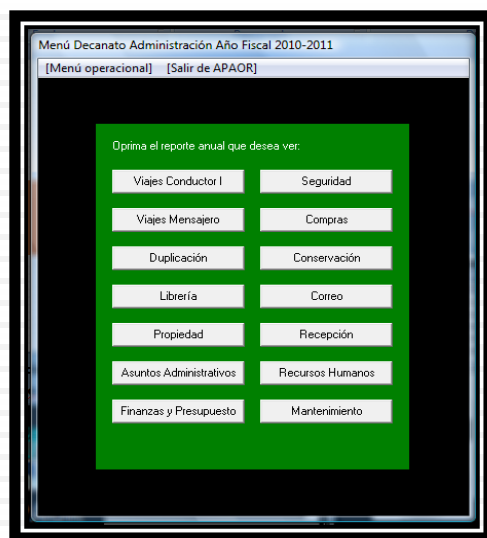 Menú Decanato Administración Año Fiscal 2010-2011
[Menú operacional] [Salir de APAOR]
Oprima el reporte anual que desea ver:
Viajes Conductor I Seguridad
Viajes Mensajero Compras
Duplicación Conservación
Librería Correo
Propiedad Recepción
Asuntos Administrativos Recursos Humanos
Finanzas y Presupuesto Mantenimiento